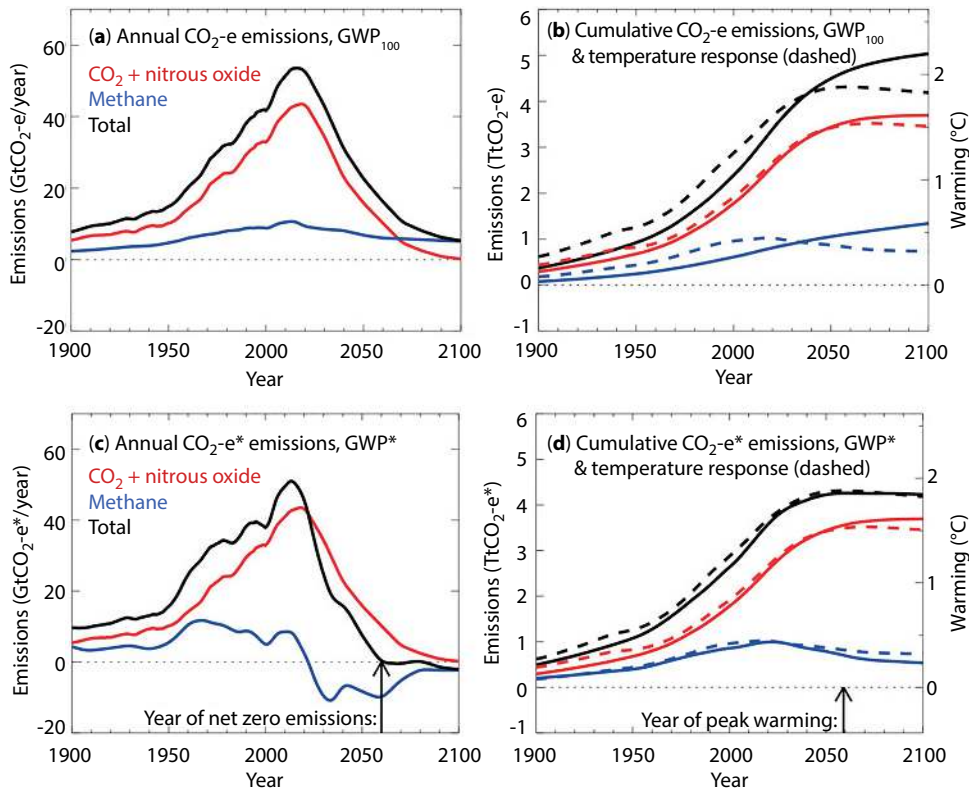 (a) Annual CO₂-e emissions, GWP₁₀₀
CO₂ + nitrous oxide
Methane
Total
Emissions (GtCO₂-e/year)
60
40
20
0
-20
1900 1950 2000 2050 2100
Year
(b) Cumulative CO₂-e emissions, GWP₁₀₀
& temperature response (dashed)
Emissions (TtCO₂-e)
6
5
4
3
2
1
0
-1
2
1
0
Warming (°C)
1900 1950 2000 2050 2100
Year
(c) Annual CO₂-e* emissions, GWP*
CO₂ + nitrous oxide
Methane
Total
Emissions (GtCO₂-e*/year)
60
40
20
0
-20
Year of net zero emissions:
1900 1950 2000 2050 2100
Year
(d) Cumulative CO₂-e* emissions, GWP*
& temperature response (dashed)
Emissions (TtCO₂-e*)
6
5
4
3
2
1
0
-1
2
1
0
Warming (°C)
Year of peak warming:
1900 1950 2000 2050 2100
Year